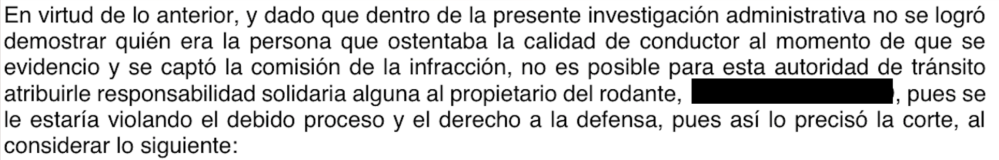 En virtud de lo anterior, y dado que dentro de la presente investigación administrativa no se logró
demostrar quién era la persona que ostentaba la calidad de conductor al momento de que se
evidencio y se captó la comisión de la infracción, no es posible para esta autoridad de tránsito
atribuirle responsabilidad solidaria alguna al propietario del rodante, , pues se
le estaría violando el debido proceso y el derecho a la defensa, pues así lo precisó la corte, al
considerar lo siguiente: